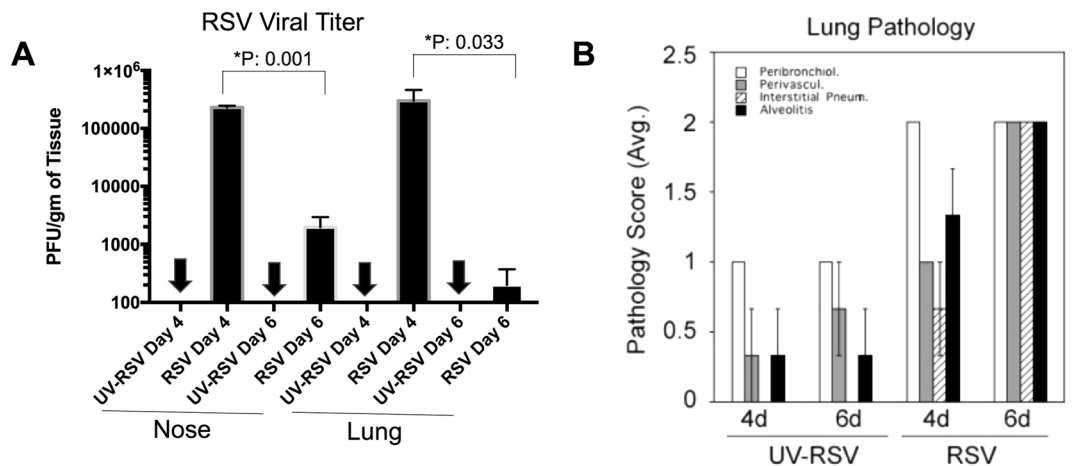 A
RSV Viral Titer
*P: 0.001
*P: 0.033
PFU/gm of Tissue
1×10⁶
100000
10000
1000
100
UV-RSV Day 4
RSV Day 4
UV-RSV Day 6
RSV Day 6
UV-RSV Day 4
RSV Day 4
UV-RSV Day 6
RSV Day 6
Nose
Lung
B
Lung Pathology
Peribronchiol.
Perivascul.
Interstitial Pneum.
Alveolitis
Pathology Score (Avg.)
2.5
2
1.5
1
0.5
0
4d
6d
4d
6d
UV-RSV
RSV